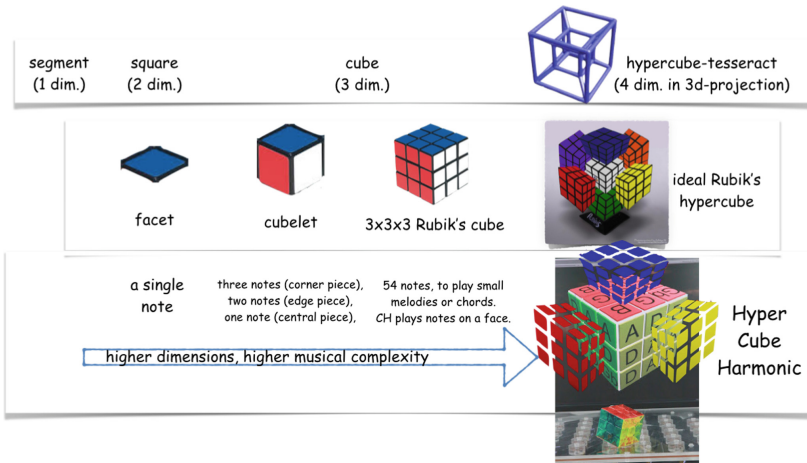 segment
(1 dim.)
square
(2 dim.)
cube
(3 dim.)
hypercube-tesseract
(4 dim. in 3d-projection)
facet
cubelet
3x3x3 Rubik's cube
ideal Rubik's
hypercube
a single
note
three notes (corner piece),
two notes (edge piece),
one note (central piece),
54 notes, to play small
melodies or chords.
CH plays notes on a face.
higher dimensions, higher musical complexity
Hyper
Cube
Harmonic